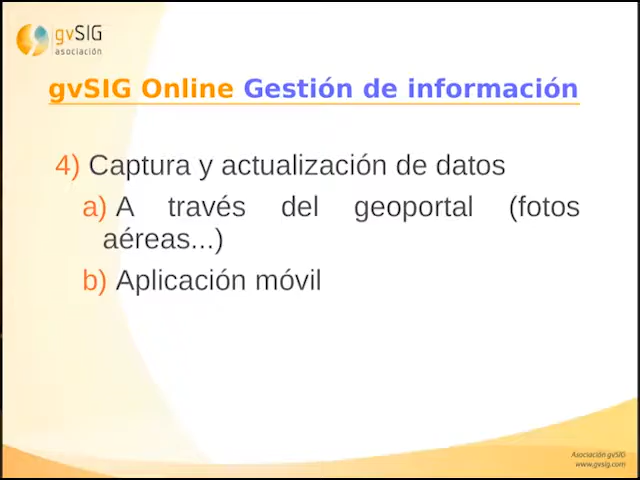 gvSIG
asociación
gvSIG Online Gestión de información
4) Captura y actualización de datos
a) A través del geoportal (fotos
aéreas...)
b) Aplicación móvil
Asociación gvSIG
www.gvsig.com